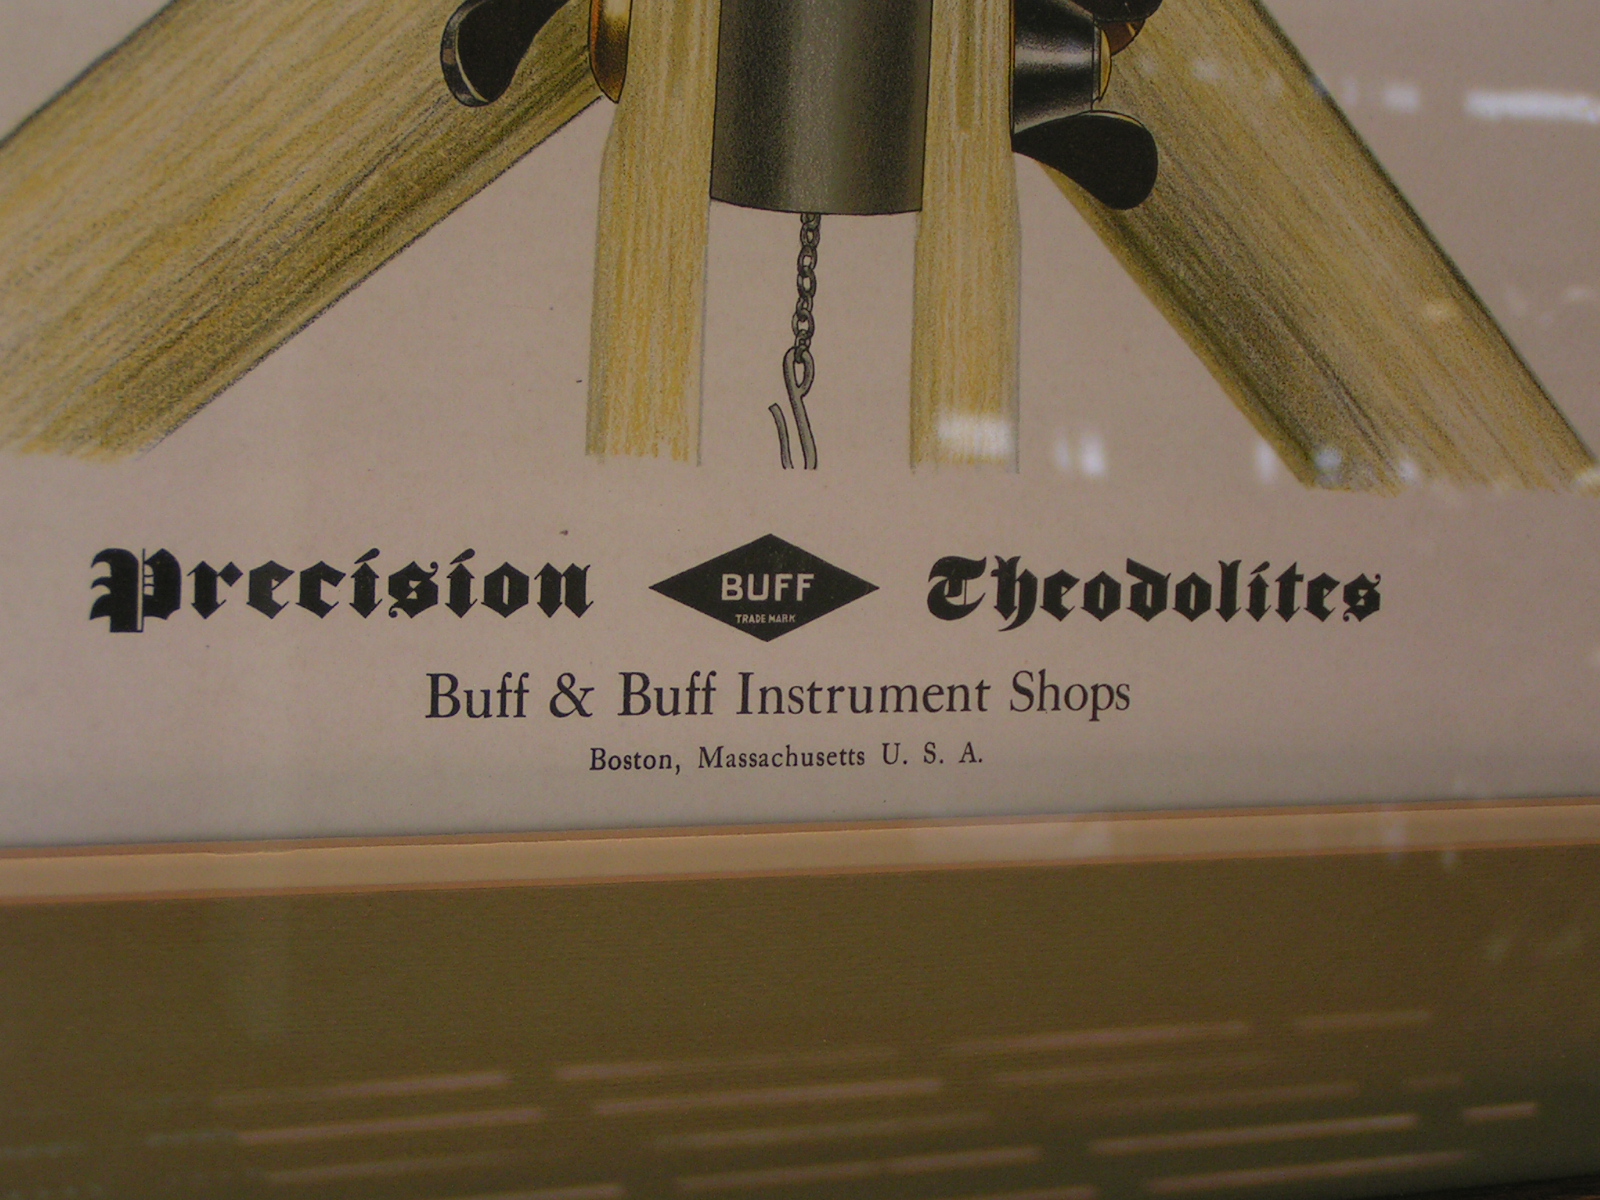 Precision BUFF Theodolites
TRADE MARK
Buff & Buff Instrument Shops
Boston, Massachusetts U. S. A.